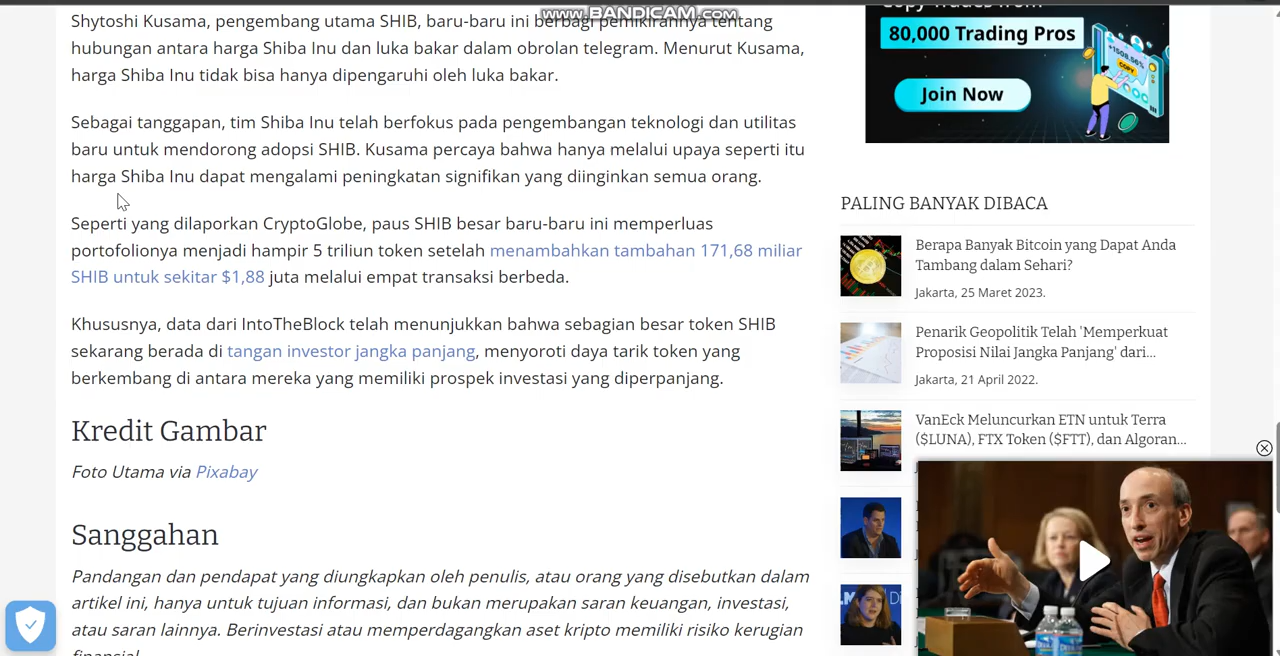 www.BANDICAM.com
Shytoshi Kusama, pengembang utama SHIB, baru-baru ini berbagi pemikirannya tentang
hubungan antara harga Shiba Inu dan luka bakar dalam obrolan telegram. Menurut Kusama,
harga Shiba Inu tidak bisa hanya dipengaruhi oleh luka bakar.
Sebagai tanggapan, tim Shiba Inu telah berfokus pada pengembangan teknologi dan utilitas
baru untuk mendorong adopsi SHIB. Kusama percaya bahwa hanya melalui upaya seperti itu
harga Shiba Inu dapat mengalami peningkatan signifikan yang diinginkan semua orang.
Seperti yang dilaporkan CryptoGlobe, paus SHIB besar baru-baru ini memperluas
portofolionya menjadi hampir 5 triliun token setelah menambahkan tambahan 171,68 miliar
SHIB untuk sekitar $1,88 juta melalui empat transaksi berbeda.
Khususnya, data dari IntoTheBlock telah menunjukkan bahwa sebagian besar token SHIB
sekarang berada di tangan investor jangka panjang, menyoroti daya tarik token yang
berkembang di antara mereka yang memiliki prospek investasi yang diperpanjang.
Kredit Gambar
Foto Utama via Pixabay
Sanggahan
Pandangan dan pendapat yang diungkapkan oleh penulis, atau orang yang disebutkan dalam
artikel ini, hanya untuk tujuan informasi, dan bukan merupakan saran keuangan, investasi,
atau saran lainnya. Berinvestasi atau memperdagangkan aset kripto memiliki risiko kerugian
finansial.
Copy Trades from
80,000 Trading Pros
Join Now
+1508.56%
COPY
PALING BANYAK DIBACA
Berapa Banyak Bitcoin yang Dapat Anda
Tambang dalam Sehari?
Jakarta, 25 Maret 2023.
Penarik Geopolitik Telah 'Memperkuat
Proposisi Nilai Jangka Panjang' dari...
Jakarta, 21 April 2022.
VanEck Meluncurkan ETN untuk Terra
($LUNA), FTX Token ($FTT), dan Algoran...